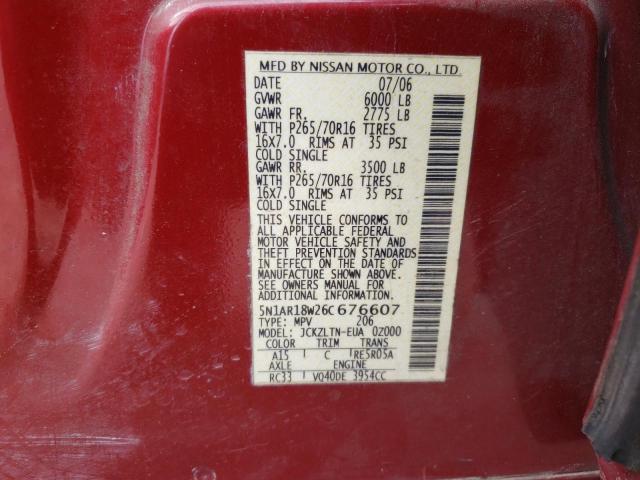 MFD BY NISSAN MOTOR CO., LTD.
DATE 07/06
GVWR 6000 LB
GAWR FR. 2775 LB
WITH P265/70R16 TIRES
16X7.0 RIMS AT 35 PSI
COLD SINGLE
GAWR RR. 3500 LB
WITH P265/70R16 TIRES
16X7.0 RIMS AT 35 PSI
COLD SINGLE
THIS VEHICLE CONFORMS TO
ALL APPLICABLE FEDERAL
MOTOR VEHICLE SAFETY AND
THEFT PREVENTION STANDARDS
IN EFFECT ON THE DATE OF
MANUFACTURE SHOWN ABOVE.
SEE OWNERS MANUAL FOR
ADDITIONAL INFORMATION
5N1AR18W26C676607
TYPE: MPV 206
MODEL: JCKZLTN-EUA 0Z000
COLOR TRIM TRANS
A15 C RE5R05A
AXLE ENGINE
RC33 VQ40DE 3954CC